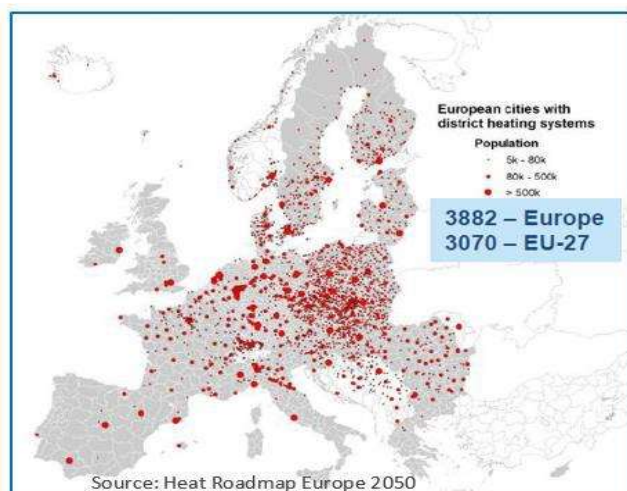 European cities with
district heating systems
Population
5k - 80k
80k - 500k
> 500k
3882 – Europe
3070 – EU-27
Source: Heat Roadmap Europe 2050